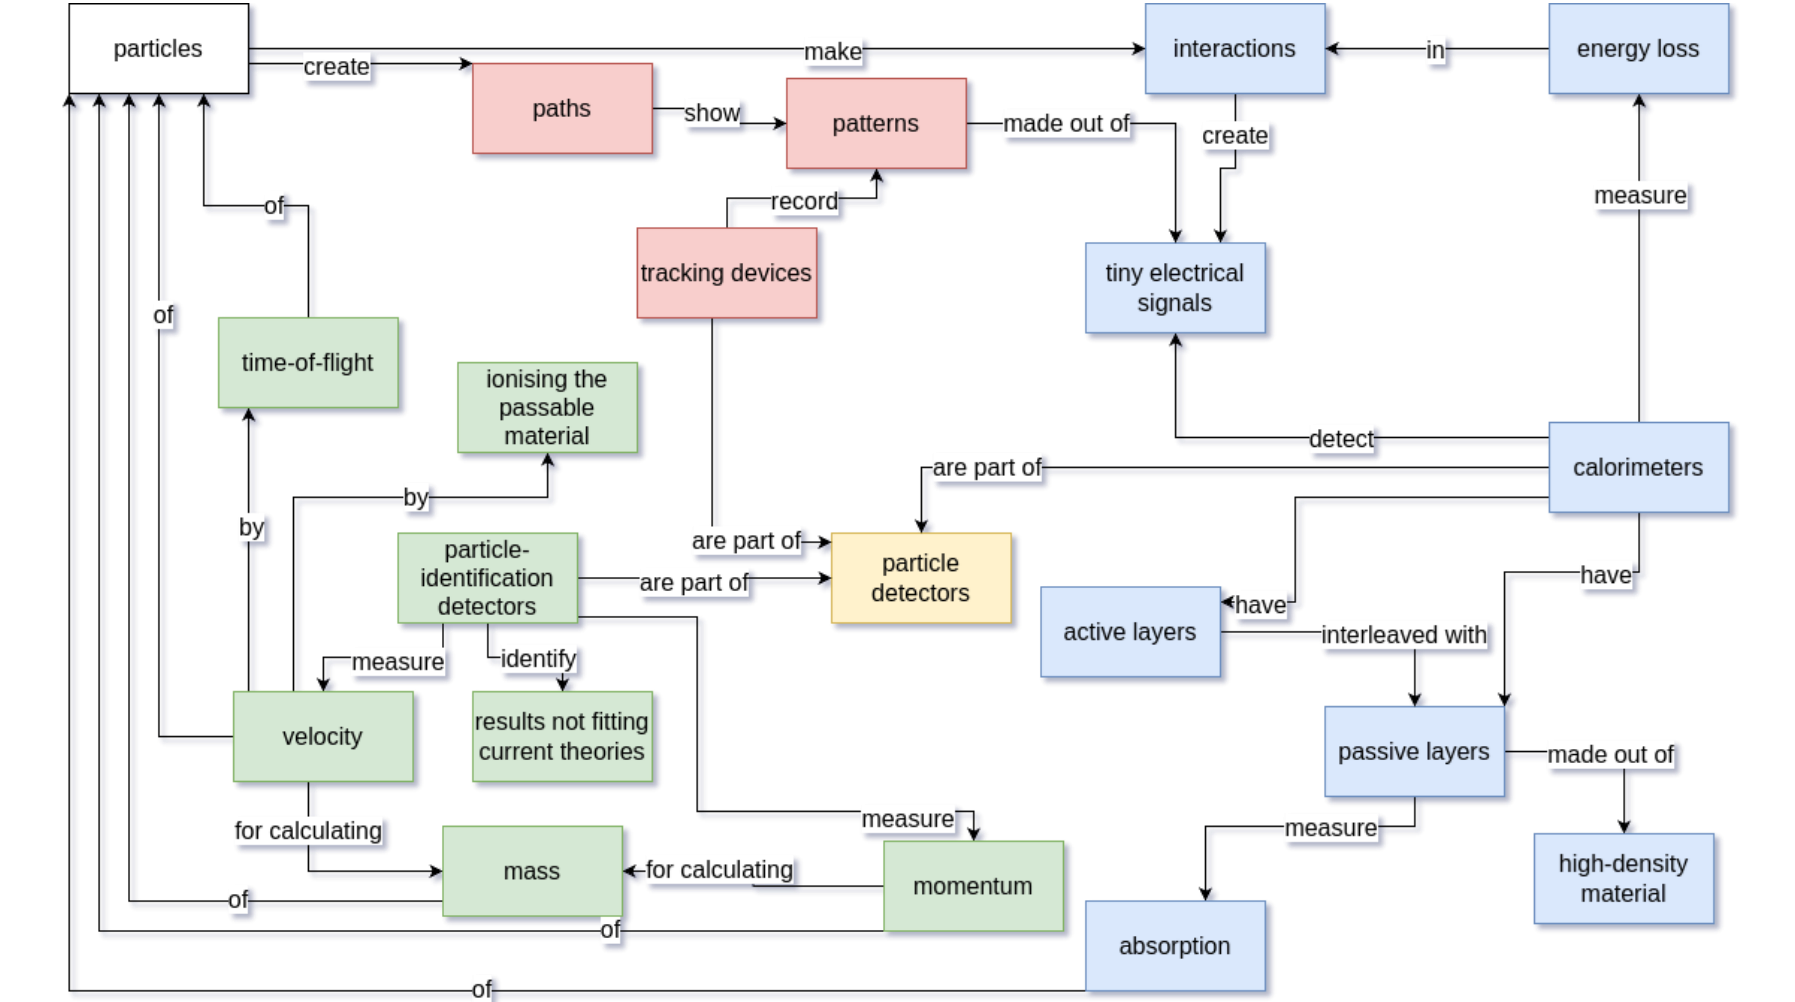 particles
make
interactions
in
energy loss
create
paths
show
patterns
made out of
create
measure
of
record
tracking devices
tiny electrical
signals
of
time-of-flight
ionising the
passable
material
detect
are part of
calorimeters
by
by
are part of
particle-
identification
detectors
are part of
particle
detectors
have
have
active layers
interleaved with
measure
identify
velocity
results not fitting
current theories
passive layers
made out of
for calculating
measure
measure
mass
for calculating
momentum
high-density
material
of
of
absorption
of